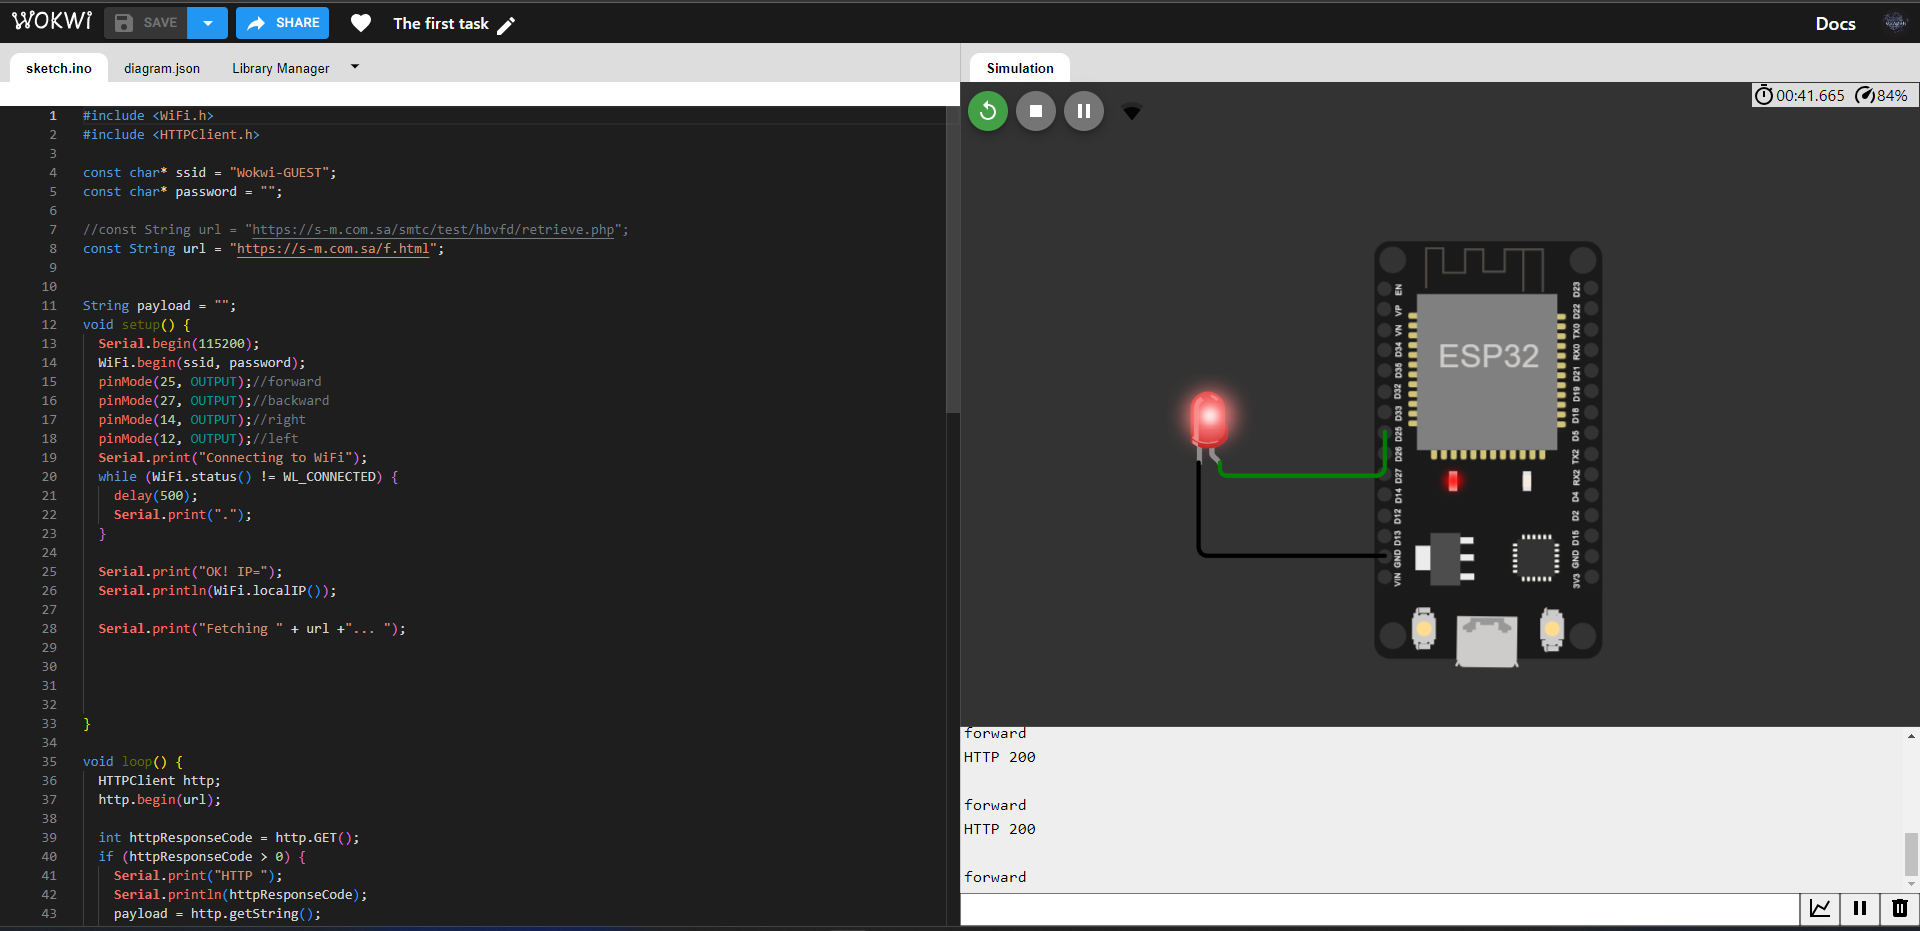 WOKWi
SAVE
SHARE
The first task
Docs
sketch.ino
diagram.json
Library Manager
1 #include <WiFi.h>
2 #include <HTTPClient.h>
3
4 const char* ssid = "Wokwi-GUEST";
5 const char* password = "";
6
7 //const String url = "https://s-m.com.sa/smtc/test/hbvfd/retrieve.php";
8 const String url = "https://s-m.com.sa/f.html";
9
10
11 String payload = "";
12 void setup() {
13 Serial.begin(115200);
14 WiFi.begin(ssid, password);
15 pinMode(25, OUTPUT);//forward
16 pinMode(27, OUTPUT);//backward
17 pinMode(14, OUTPUT);//right
18 pinMode(12, OUTPUT);//left
19 Serial.print("Connecting to WiFi");
20 while (WiFi.status() != WL_CONNECTED) {
21 delay(500);
22 Serial.print(".");
23 }
24
25 Serial.print("OK! IP=");
26 Serial.println(WiFi.localIP());
27
28 Serial.print("Fetching " + url +"... ");
29
30
31
32
33 }
34
35 void loop() {
36 HTTPClient http;
37 http.begin(url);
38
39 int httpResponseCode = http.GET();
40 if (httpResponseCode > 0) {
41 Serial.print("HTTP ");
42 Serial.println(httpResponseCode);
43 payload = http.getString();
Simulation
00:41.665 84%
EN
VP
VN
D34
D35
D32
D33
D25
D26
D27
D14
D12
D13
GND
VIN
ESP32
D23
D22
TX0
RX0
D21
D19
D18
D5
TX2
RX2
D4
D2
D15
GND
3V3
forward
HTTP 200
forward
HTTP 200
forward